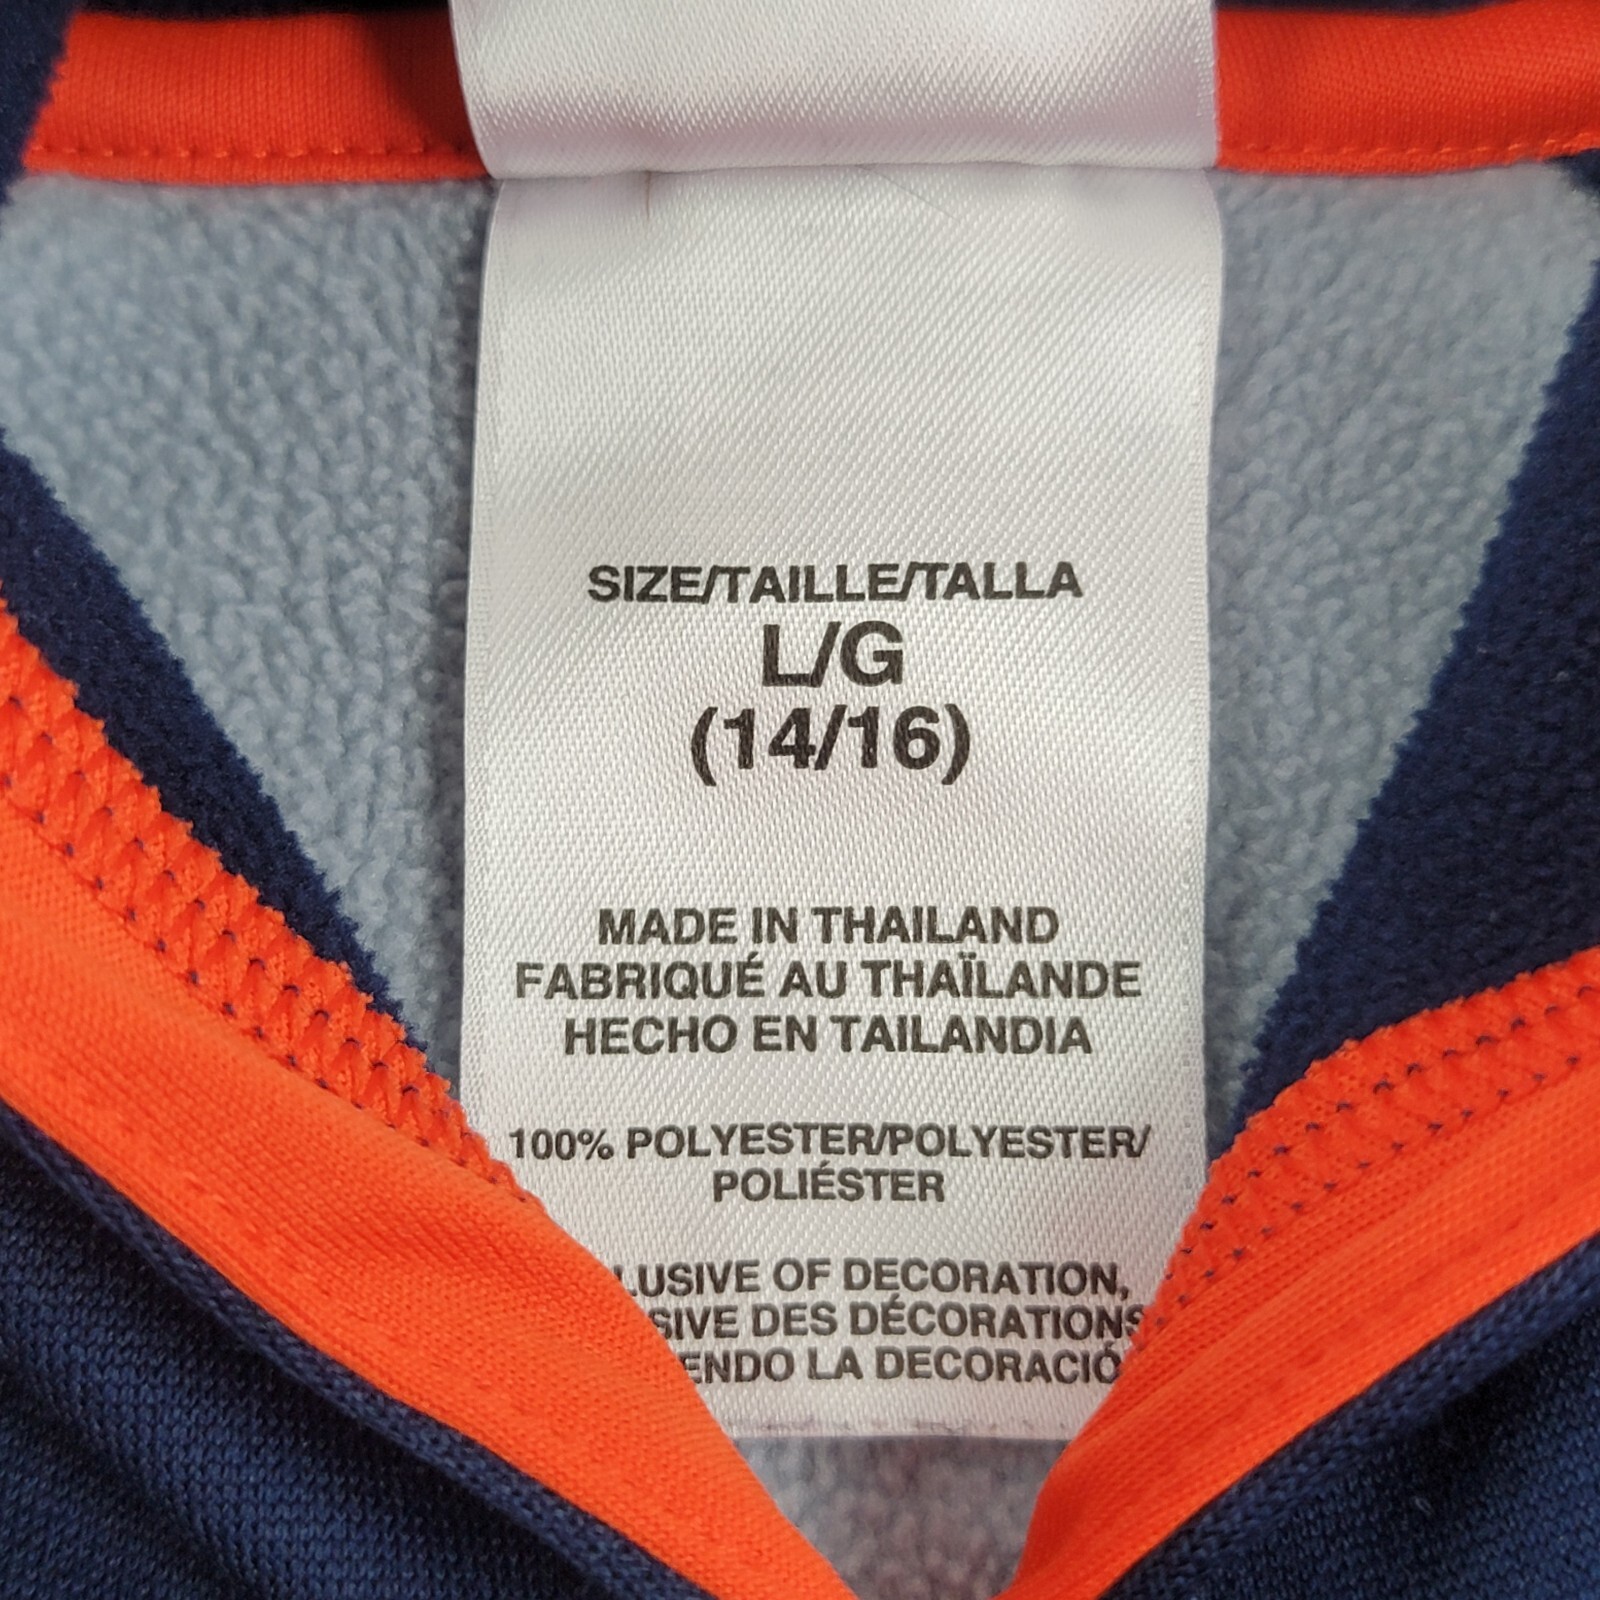 SIZE/TAILLE/TALLA
L/G
(14/16)
MADE IN THAILAND
FABRIQUÉ AU THAÏLANDE
HECHO EN TAILANDIA
100% POLYESTER/POLYESTER/
POLIÉSTER
OF DECORATION,
DES DÉCORATIONS
LA